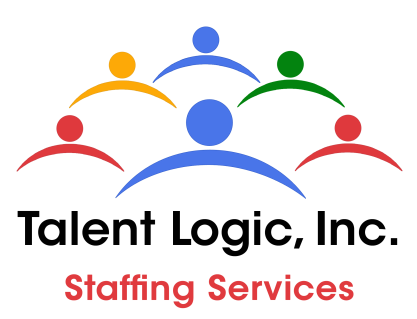 Talent Logic, Inc.
Staffing Services